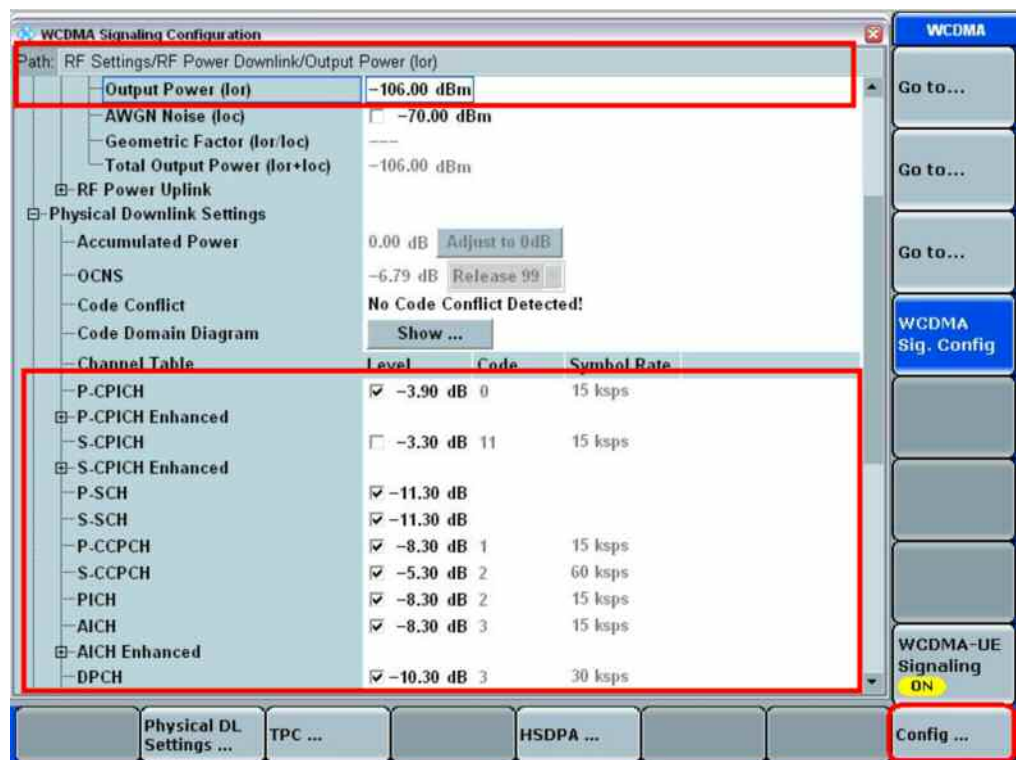 WCDMA Signaling Configuration
Path: RF Settings/RF Power Downlink/Output Power (Ior)
Output Power (Ior) -106.00 dBm
AWGN Noise (Ioc) -70.00 dBm
Geometric Factor (Ior/Ioc) ---
Total Output Power (Ior+Ioc) -106.00 dBm
RF Power Uplink
Physical Downlink Settings
Accumulated Power 0.00 dB Adjust to 0dB
OCNS -6.79 dB Release 99
Code Conflict No Code Conflict Detected!
Code Domain Diagram Show ...
Channel Table Level Code Symbol Rate
P-CPICH -3.90 dB 0 15 ksps
P-CPICH Enhanced
S-CPICH -3.30 dB 11 15 ksps
S-CPICH Enhanced
P-SCH -11.30 dB
S-SCH -11.30 dB
P-CCPCH -8.30 dB 1 15 ksps
S-CCPCH -5.30 dB 2 60 ksps
PICH -8.30 dB 2 15 ksps
AICH -8.30 dB 3 15 ksps
AICH Enhanced
DPCH -10.30 dB 3 30 ksps
WCDMA
Go to...
Go to...
Go to...
WCDMA
Sig. Config
WCDMA-UE
Signaling
ON
Physical DL
Settings ...
TPC ...
HSDPA ...
Config ...